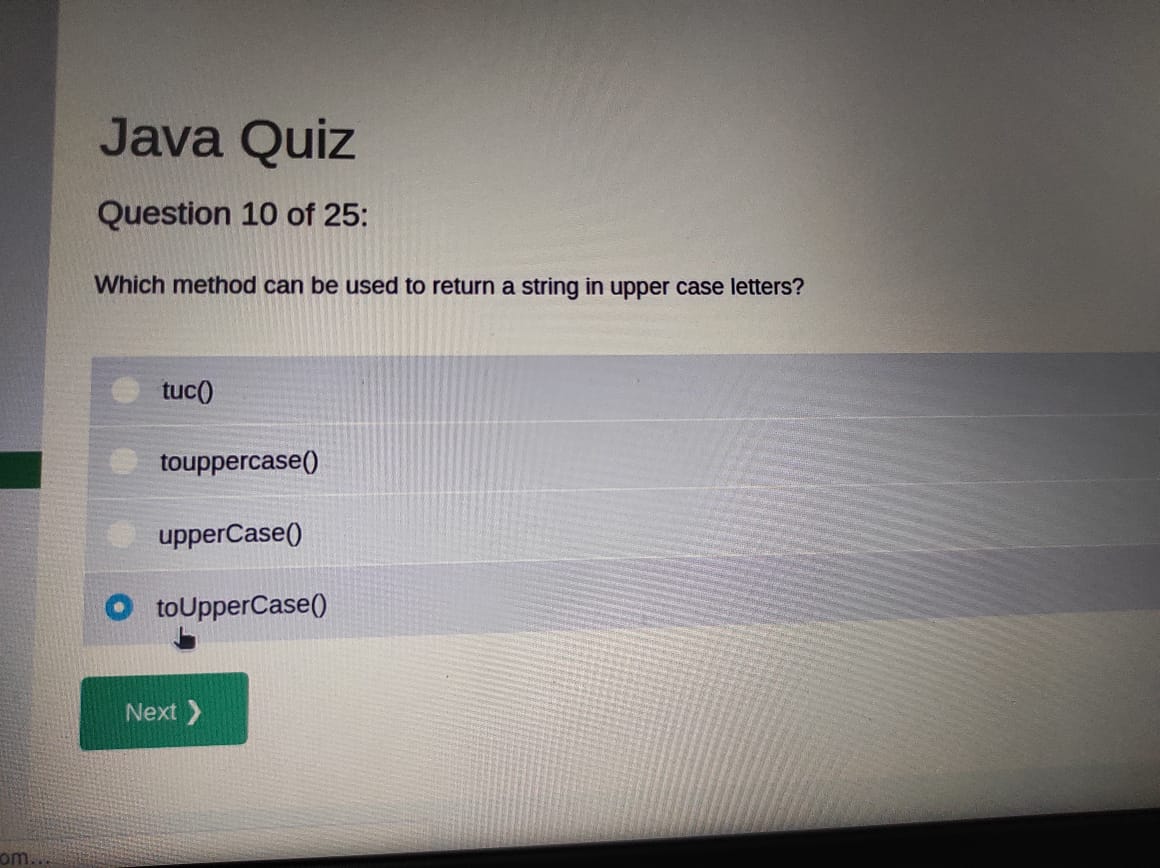 Java Quiz
Question 10 of 25:
Which method can be used to return a string in upper case letters?
tuc()
touppercase()
upperCase()
toUpperCase()
Next ❯
om...